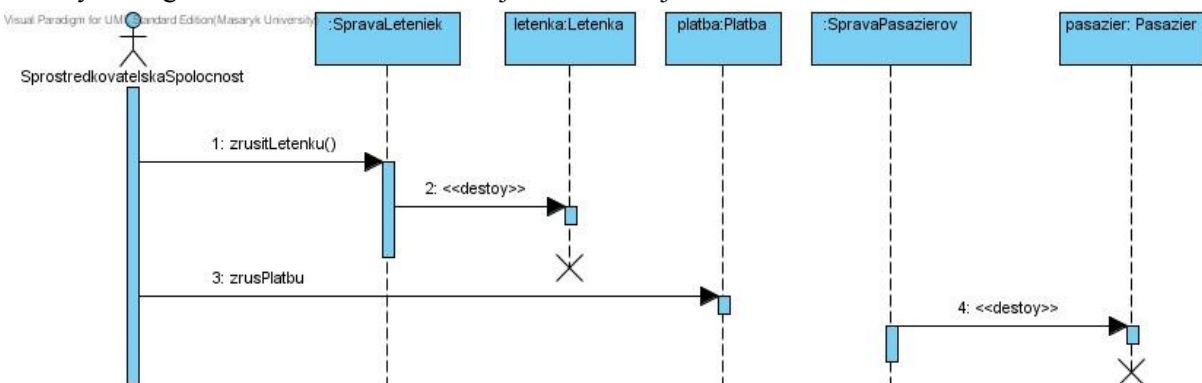 Visual Paradigm for UML Standard Edition(Masaryk University)
:SpravaLeteniek
letenka:Letenka
platba:Platba
:SpravaPasazierov
pasazier: Pasazier
SprostredkovatelskaSpolocnost
1: zrusitLetenku()
2: <<destoy>>
3: zrusPlatbu
4: <<destoy>>